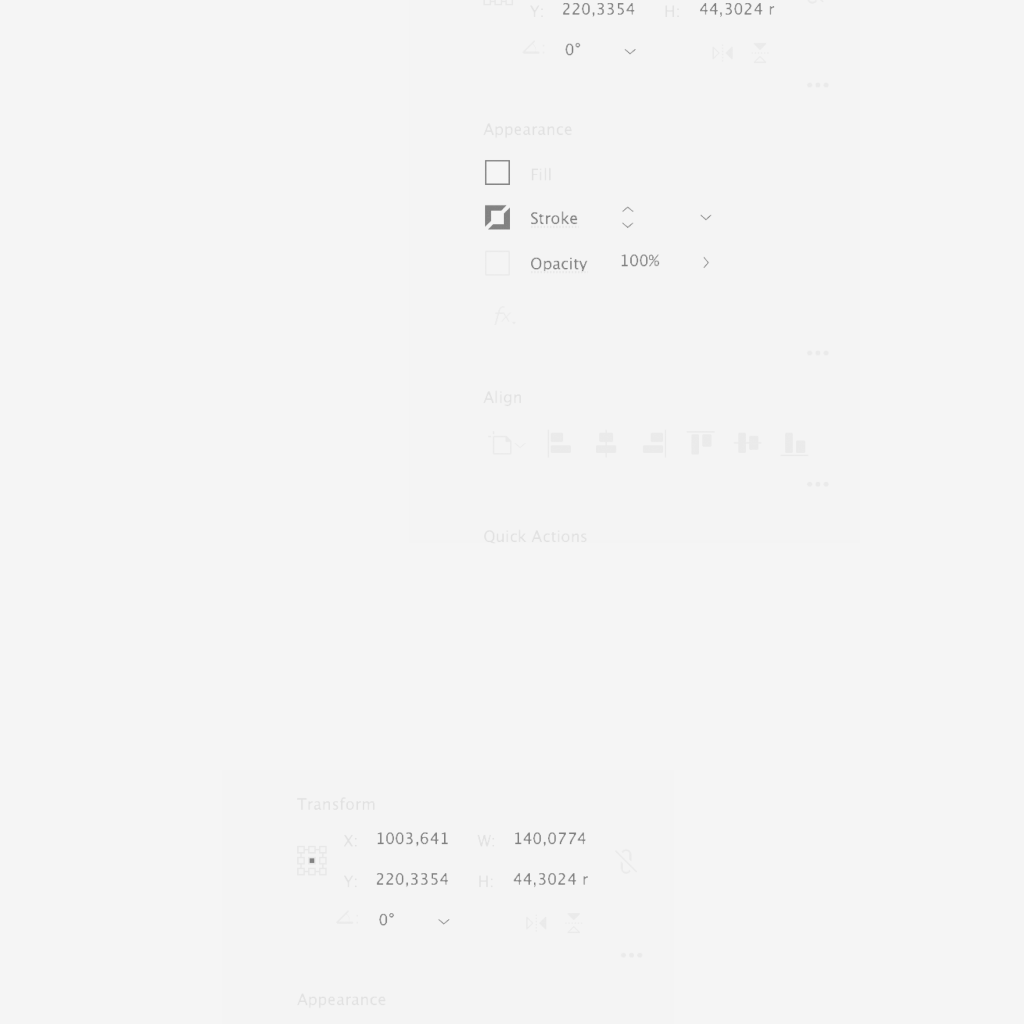 Y: 220,3354 H: 44,3024 r
0°
Appearance
Fill
Stroke
Opacity 100%
fx.
Align
Quick Actions
Transform
X: 1003,641 W: 140,0774
Y: 220,3354 H: 44,3024 r
0°
Appearance